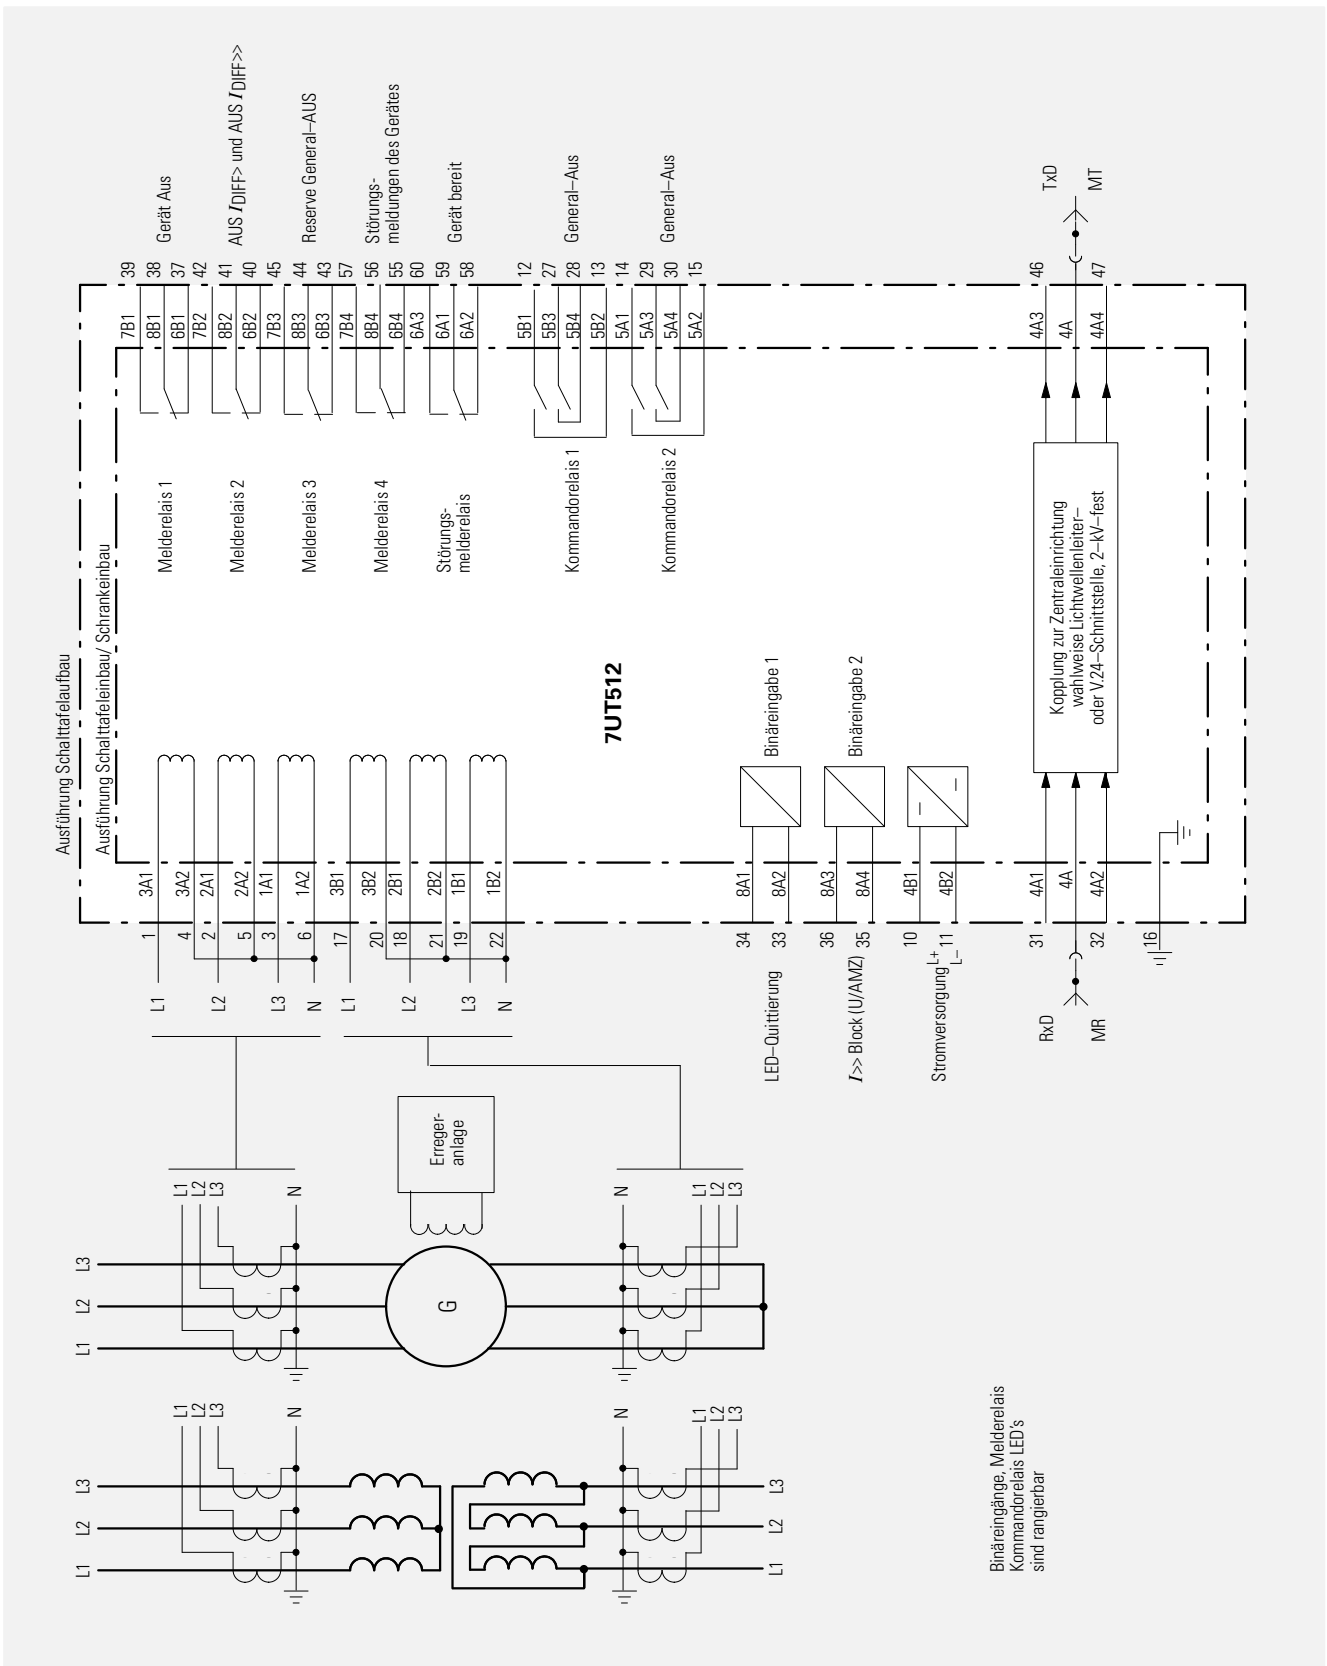 Ausführung Schalttafelaufbau
Ausführung Schalttafeleinbau/ Schrankeinbau
7UT512
39 7B1
38 8B1
37 6B1
Gerät Aus
Melderelais 1
42 7B2
41 8B2
40 6B2
AUS IDIFF> und AUS IDIFF>>
Melderelais 2
45 7B3
44 8B3
43 6B3
Reserve General–AUS
Melderelais 3
57 7B4
56 8B4
55 6B4
Störungs-
meldungen des Gerätes
Melderelais 4
60 6A3
59 6A1
58 6A2
Gerät bereit
Störungs-
melderelais
12 5B1
27 5B3
28 5B4
13 5B2
General–Aus
Kommandorelais 1
14 5A1
29 5A3
30 5A4
15 5A2
General–Aus
Kommandorelais 2
46 4A3
4A
47 4A4
TxD
MT
Kopplung zur Zentraleinrichtung
wahlweise Lichtwellenleiter–
oder V.24–Schnittstelle, 2–kV–fest
31 4A1
4A
32 4A2
RxD
MR
16
L1 1 3A1
4 3A2
L2 2 2A1
5 2A2
L3 3 1A1
N 6 1A2
L1 17 3B1
20 3B2
L2 18 2B1
21 2B2
L3 19 1B1
N 22 1B2
LED–Quittierung
34 8A1
33 8A2
Binäreingabe 1
I>> Block (U/AMZ)
36 8A3
35 8A4
Binäreingabe 2
Stromversorgung
L+ 10 4B1
L– 11 4B2
Erreger-
anlage
G
L1 L2 L3 N
N L1 L2 L3
L3
L2
L1
L1 L2 L3 N
N L1 L2 L3
L3
L2
L1
L3
L2
L1
Binäreingänge, Melderelais
Kommandorelais LED's
sind rangierbar